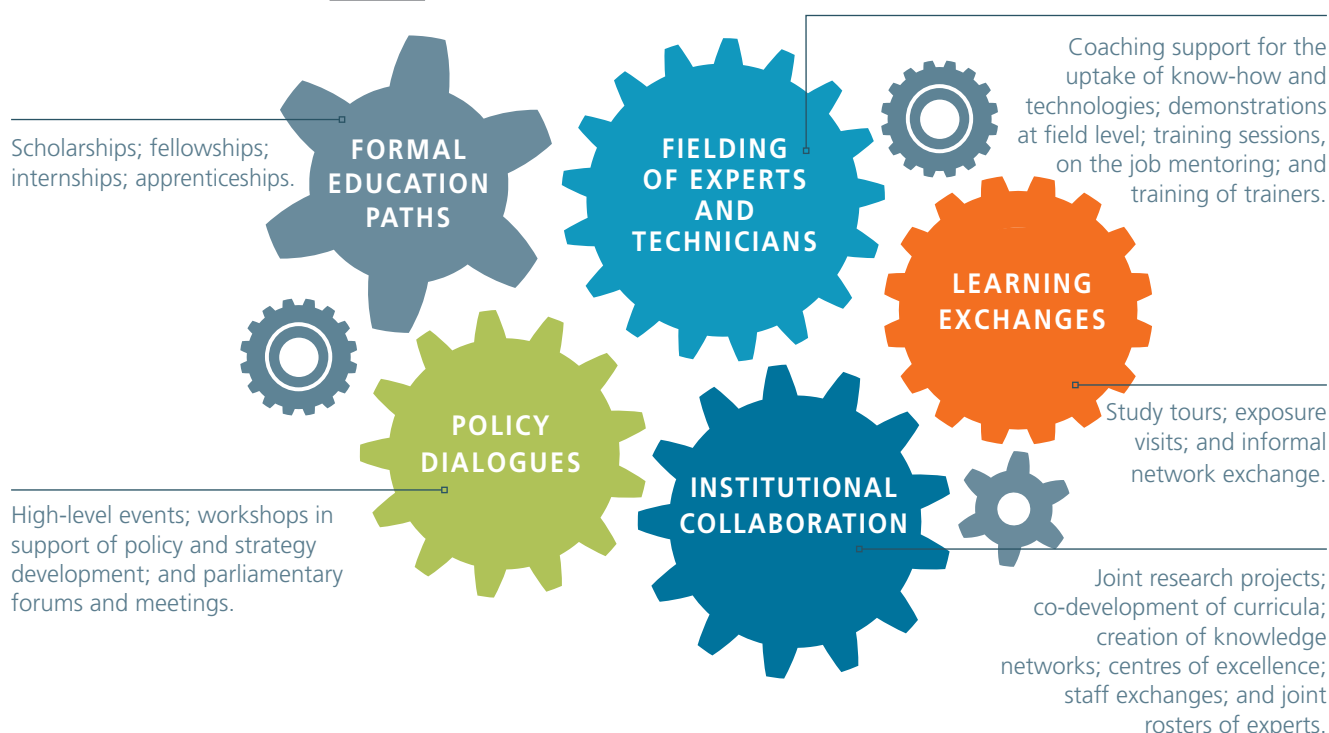 Scholarships; fellowships;
internships; apprenticeships.
FORMAL
EDUCATION
PATHS
FIELDING
OF EXPERTS
AND
TECHNICIANS
Coaching support for the
uptake of know-how and
technologies; demonstrations
at field level; training sessions,
on the job mentoring; and
training of trainers.
LEARNING
EXCHANGES
Study tours; exposure
visits; and informal
network exchange.
POLICY
DIALOGUES
High-level events; workshops in
support of policy and strategy
development; and parliamentary
forums and meetings.
INSTITUTIONAL
COLLABORATION
Joint research projects;
co-development of curricula;
creation of knowledge
networks; centres of excellence;
staff exchanges; and joint
rosters of experts.